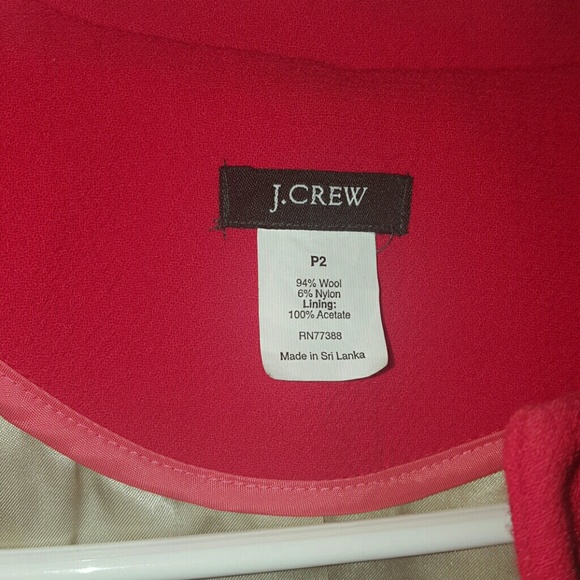 J.CREW
P2
94% Wool
6% Nylon
Lining:
100% Acetate
RN77388
Made in Sri Lanka